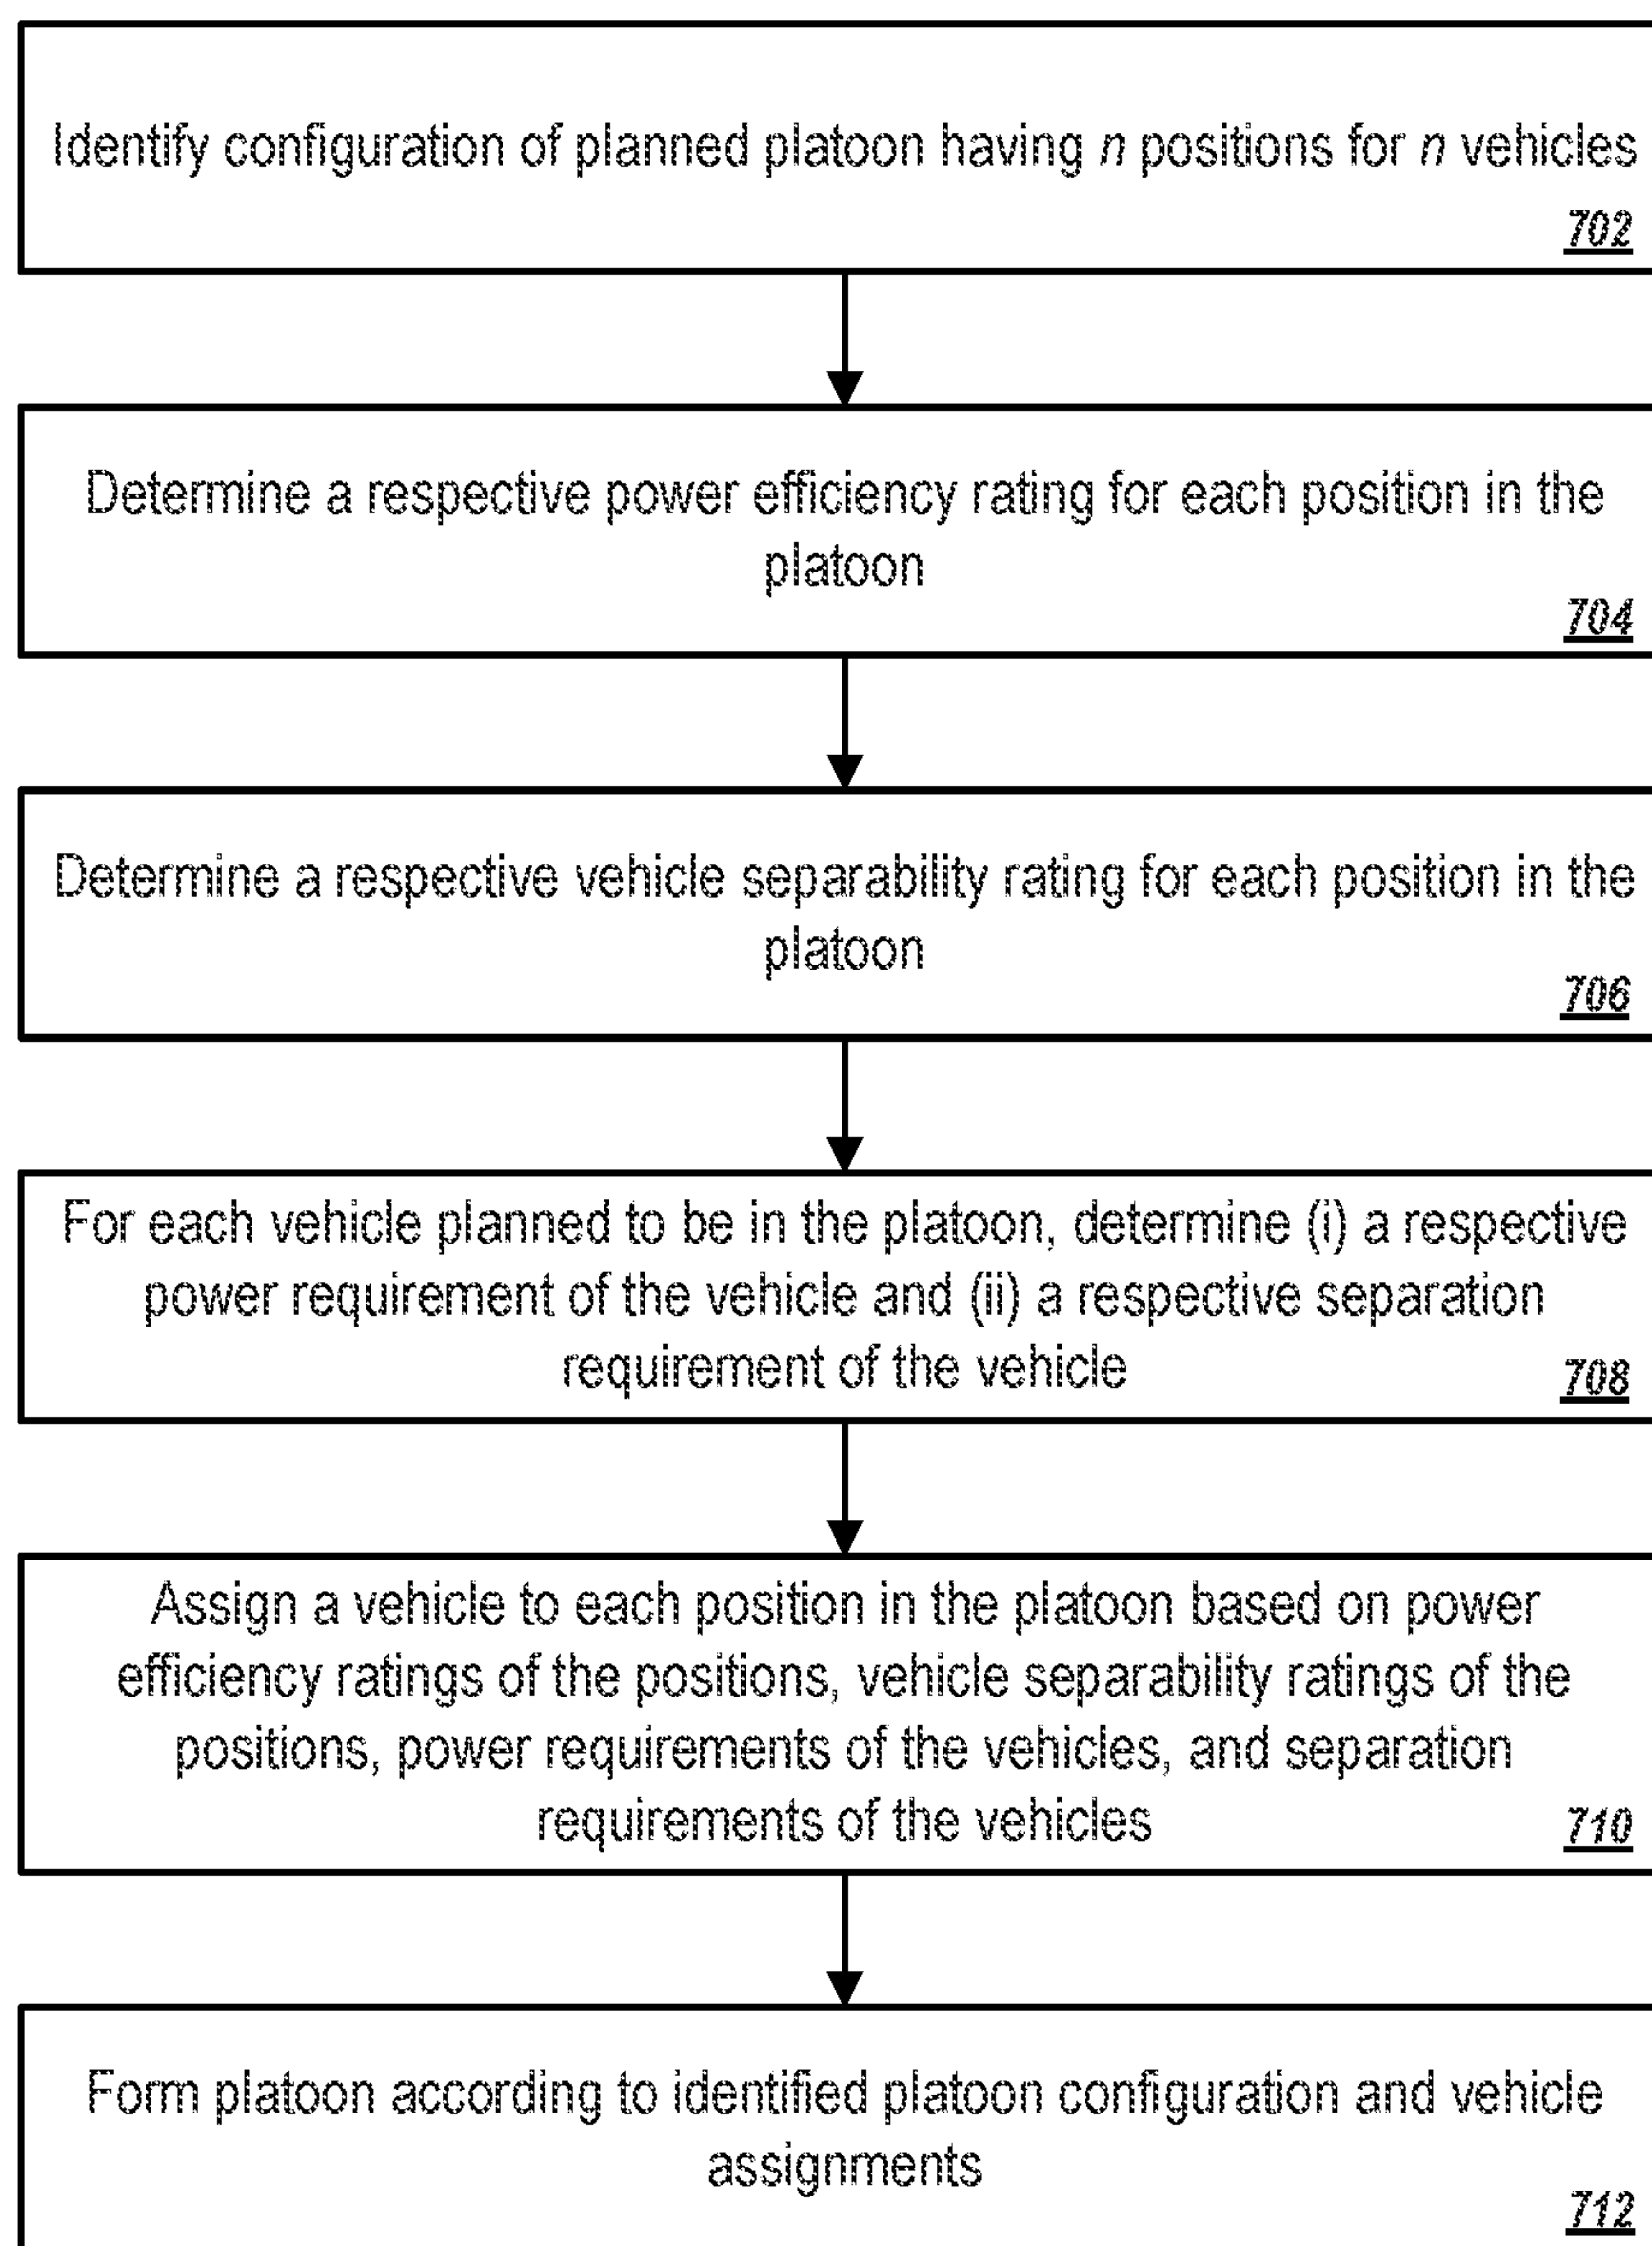 Identify configuration of planned platoon having n positions for n vehicles
702
Determine a respective power efficiency rating for each position in the
platoon
704
Determine a respective vehicle separability rating for each position in the
platoon
706
For each vehicle planned to be in the platoon, determine (i) a respective
power requirement of the vehicle and (ii) a respective separation
requirement of the vehicle
708
Assign a vehicle to each position in the platoon based on power
efficiency ratings of the positions, vehicle separability ratings of the
positions, power requirements of the vehicles, and separation
requirements of the vehicles
710
Form platoon according to identified platoon configuration and vehicle
assignments
712